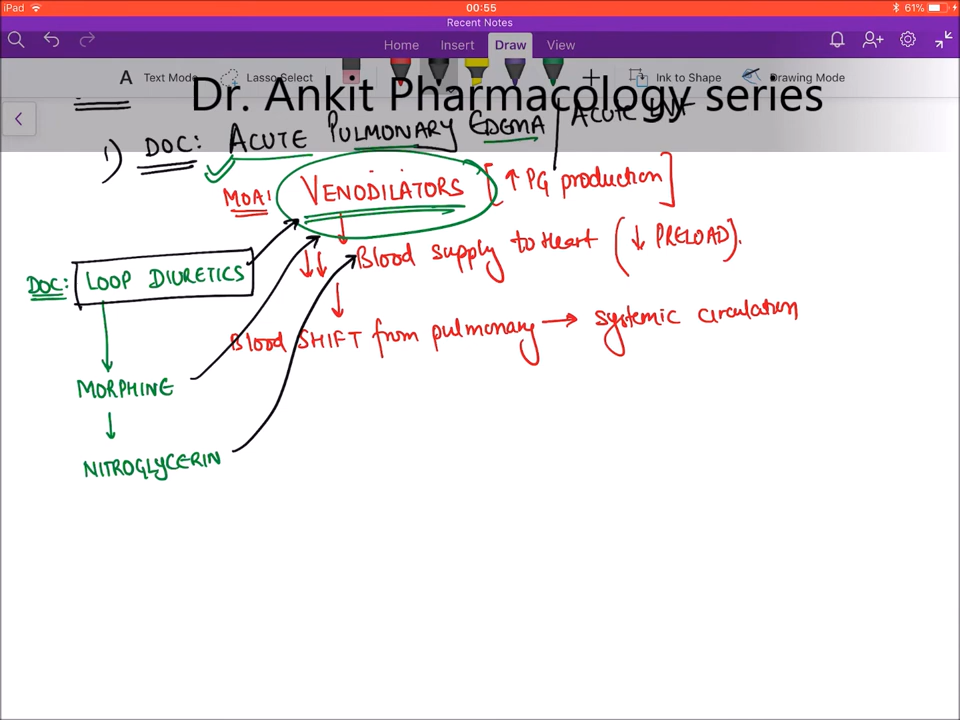 iPad 00:55 61%
Recent Notes
Home Insert Draw View
A Text Mode Lasso Select Ink to Shape Drawing Mode
Dr. Ankit Pharmacology series
1) DOC: ACUTE PULMONARY EDEMA / ACUTE
MOA: VENODILATORS [↑ PG production]
↓↓ Blood supply to Heart (↓ PRELOAD).
DOC: LOOP DIURETICS
Blood SHIFT from pulmonary → systemic circulation
MORPHINE
↓
NITROGLYCERIN